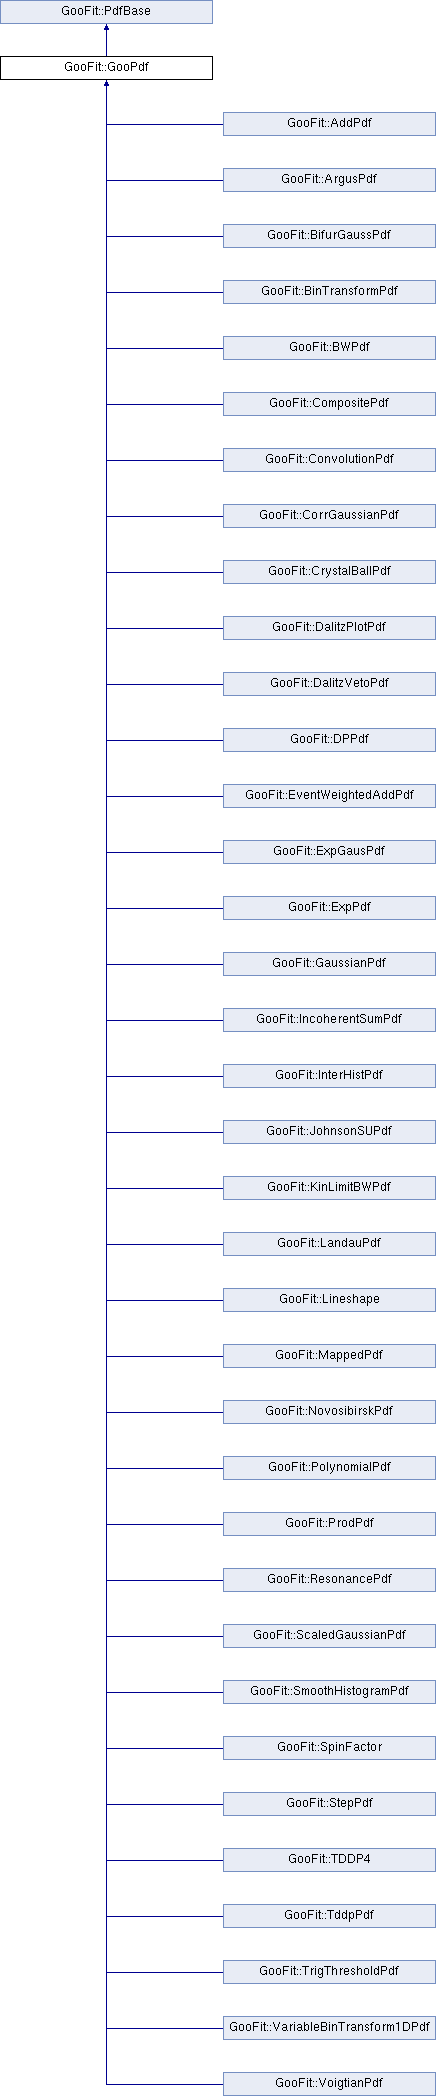 GooFit::PdfBase
GooFit::GooPdf
GooFit::AddPdf
GooFit::ArgusPdf
GooFit::BifurGaussPdf
GooFit::BinTransformPdf
GooFit::BWPdf
GooFit::CompositePdf
GooFit::ConvolutionPdf
GooFit::CorrGaussianPdf
GooFit::CrystalBallPdf
GooFit::DalitzPlotPdf
GooFit::DalitzVetoPdf
GooFit::DPPdf
GooFit::EventWeightedAddPdf
GooFit::ExpGausPdf
GooFit::ExpPdf
GooFit::GaussianPdf
GooFit::IncoherentSumPdf
GooFit::InterHistPdf
GooFit::JohnsonSUPdf
GooFit::KinLimitBWPdf
GooFit::LandauPdf
GooFit::Lineshape
GooFit::MappedPdf
GooFit::NovosibirskPdf
GooFit::PolynomialPdf
GooFit::ProdPdf
GooFit::ResonancePdf
GooFit::ScaledGaussianPdf
GooFit::SmoothHistogramPdf
GooFit::SpinFactor
GooFit::StepPdf
GooFit::TDDP4
GooFit::TddpPdf
GooFit::TrigThresholdPdf
GooFit::VariableBinTransform1DPdf
GooFit::VoigtianPdf